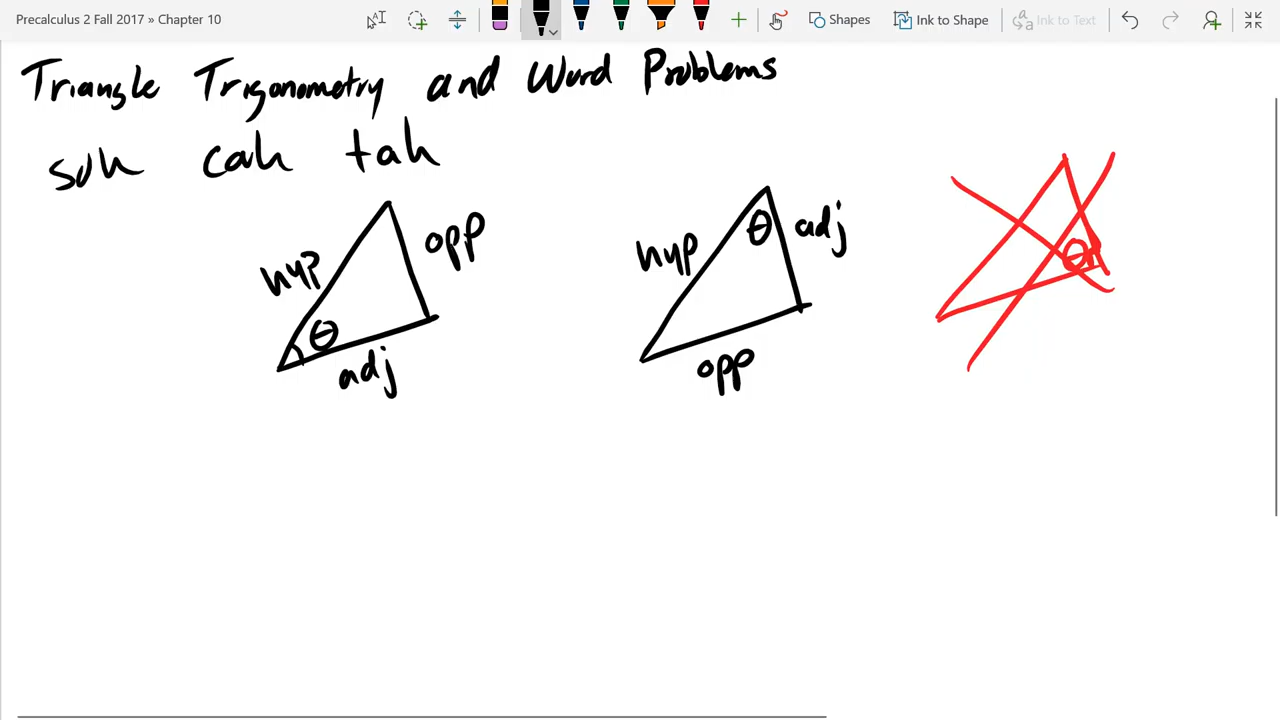 Precalculus 2 Fall 2017 » Chapter 10
Shapes
Ink to Shape
Ink to Text
Triangle Trigonometry and Word Problems
soh cah tah
hyp
opp
θ
adj
hyp
θ
adj
opp
θ